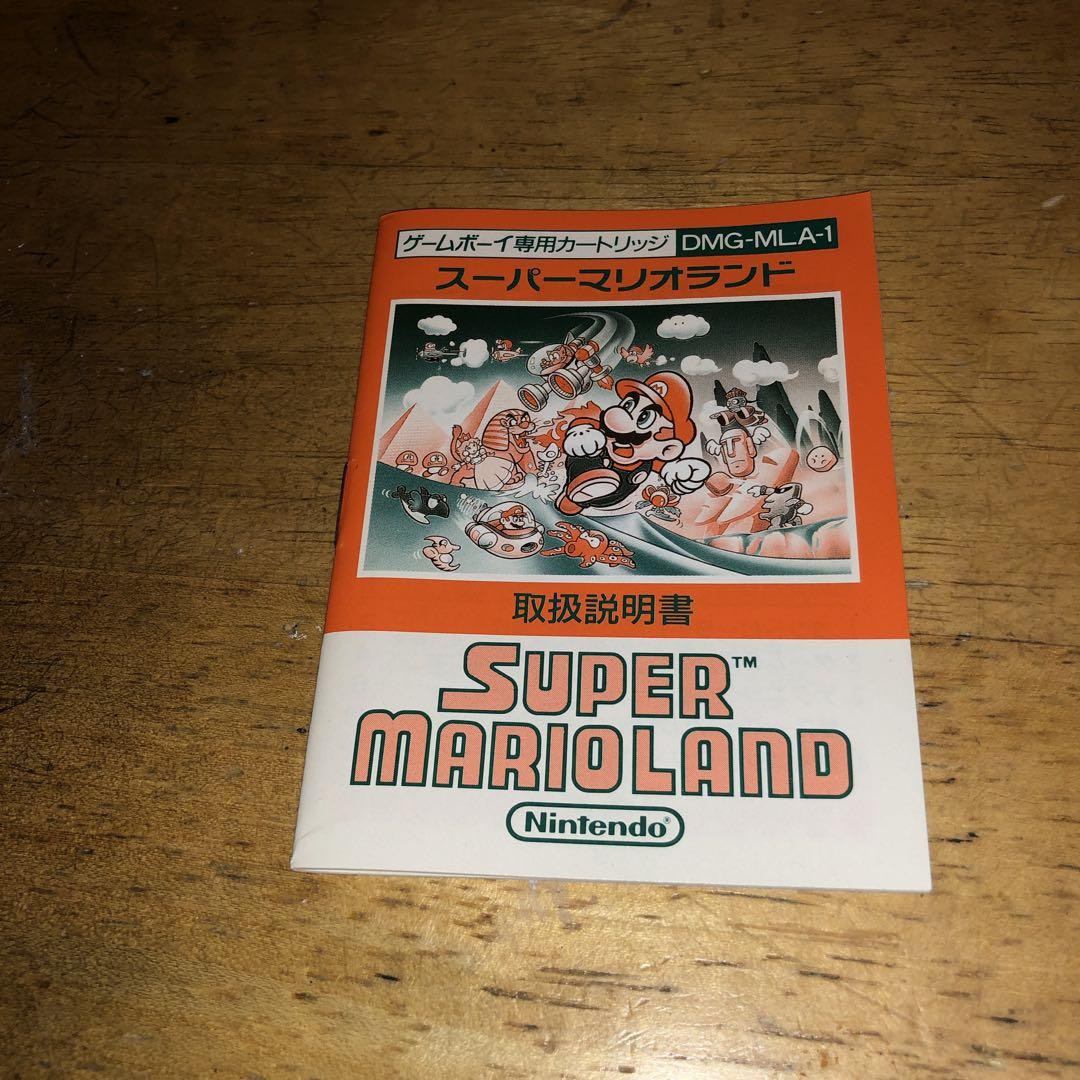 ゲームボーイ専用カートリッジ DMG-MLA-1
スーパーマリオランド
取扱説明書
SUPER™
MARIOLAND
Nintendo®